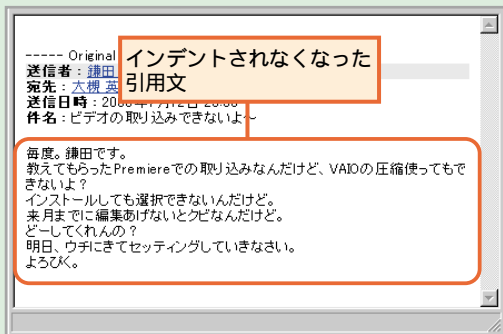 ----- Original
インデントされなくなった
引用文
送信者：鎌田
宛先：大槻 英
送信日時：20
件名：ビデオの取り込みできないよ～
毎度。鎌田です。
教えてもらったPremiereでの取り込みなんだけど、VAIOの圧縮使ってもで
きないよ？
インストールしても選択できないんだけど。
来月までに編集あげないとクビなんだけど。
どーしてくれんの？
明日、ウチにきてセッティングしていきなさい。
よろぴく。